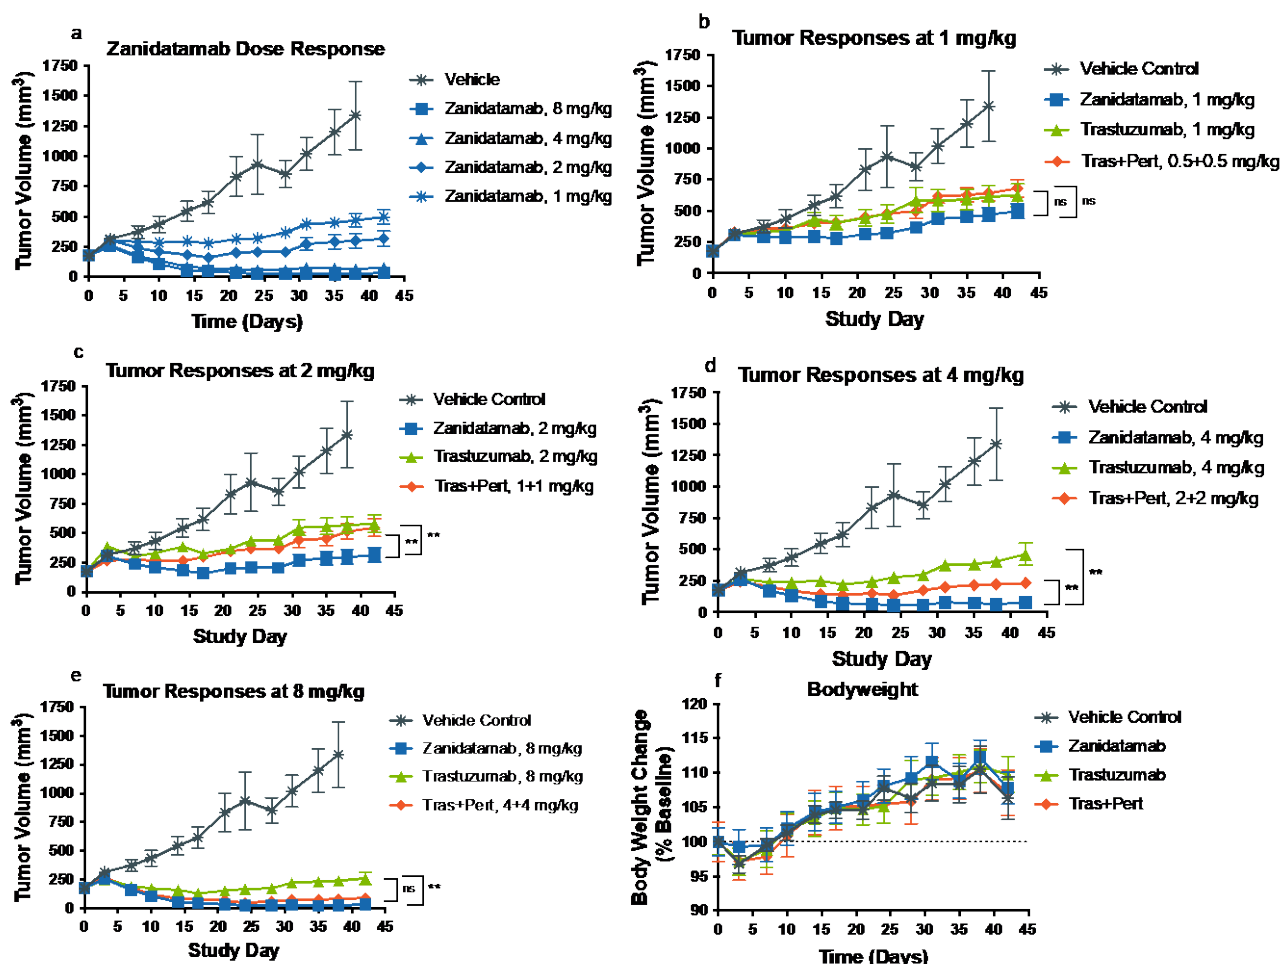 a
Zanidatamab Dose Response
Tumor Volume (mm³)
1750
1500
1250
1000
750
500
250
0
0 5 10 15 20 25 30 35 40 45
Time (Days)
Vehicle
Zanidatamab, 8 mg/kg
Zanidatamab, 4 mg/kg
Zanidatamab, 2 mg/kg
Zanidatamab, 1 mg/kg
b
Tumor Responses at 1 mg/kg
Tumor Volume (mm³)
1750
1500
1250
1000
750
500
250
0
0 5 10 15 20 25 30 35 40 45
Study Day
Vehicle Control
Zanidatamab, 1 mg/kg
Trastuzumab, 1 mg/kg
Tras+Pert, 0.5+0.5 mg/kg
ns
ns
c
Tumor Responses at 2 mg/kg
Tumor Volume (mm³)
1750
1500
1250
1000
750
500
250
0
0 5 10 15 20 25 30 35 40 45
Study Day
Vehicle Control
Zanidatamab, 2 mg/kg
Trastuzumab, 2 mg/kg
Tras+Pert, 1+1 mg/kg
**
**
d
Tumor Responses at 4 mg/kg
Tumor Volume (mm³)
1750
1500
1250
1000
750
500
250
0
0 5 10 15 20 25 30 35 40 45
Study Day
Vehicle Control
Zanidatamab, 4 mg/kg
Trastuzumab, 4 mg/kg
Tras+Pert, 2+2 mg/kg
**
**
e
Tumor Responses at 8 mg/kg
Tumor Volume (mm³)
1750
1500
1250
1000
750
500
250
0
0 5 10 15 20 25 30 35 40 45
Study Day
Vehicle Control
Zanidatamab, 8 mg/kg
Trastuzumab, 8 mg/kg
Tras+Pert, 4+4 mg/kg
ns
**
f
Bodyweight
Body Weight Change
(% Baseline)
120
115
110
105
100
95
90
0 5 10 15 20 25 30 35 40 45
Time (Days)
Vehicle Control
Zanidatamab
Trastuzumab
Tras+Pert